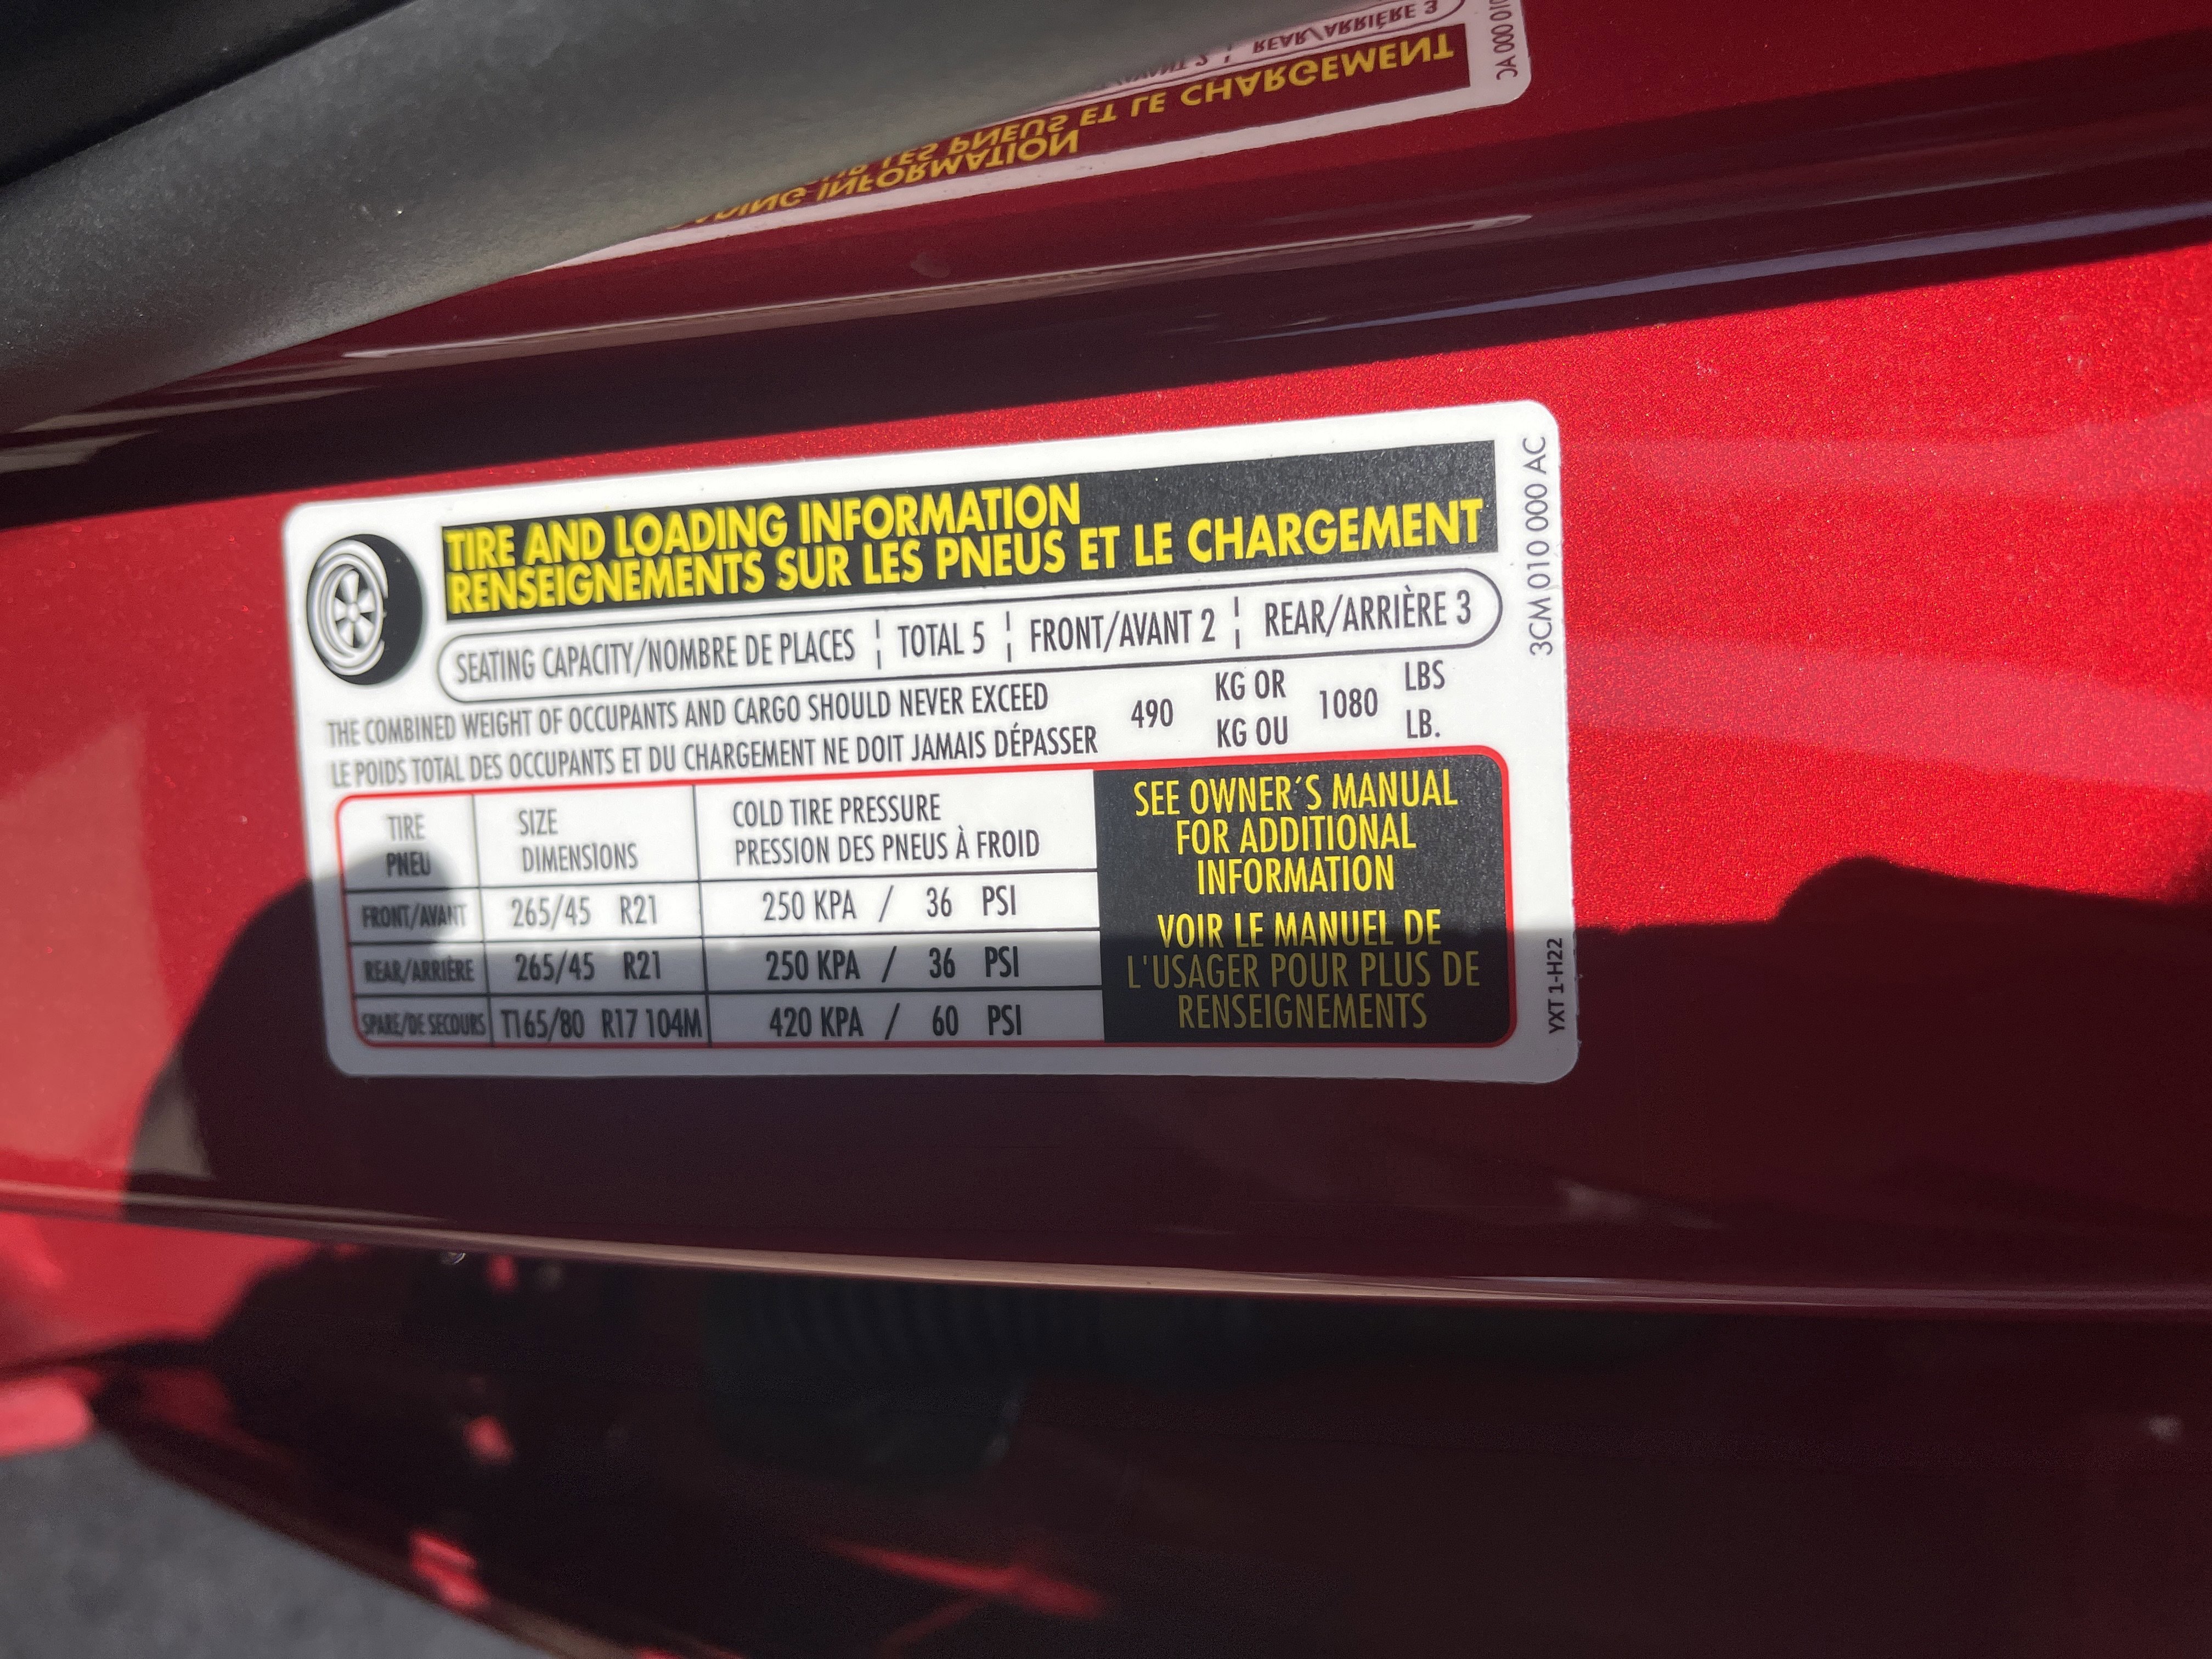 TIRE AND LOADING INFORMATION
RENSEIGNEMENTS SUR LES PNEUS ET LE CHARGEMENT
SEATING CAPACITY/NOMBRE DE PLACES ¦ TOTAL 5 ¦ FRONT/AVANT 2 ¦ REAR/ARRIÈRE 3
THE COMBINED WEIGHT OF OCCUPANTS AND CARGO SHOULD NEVER EXCEED 490 KG OR 1080 LBS
LE POIDS TOTAL DES OCCUPANTS ET DU CHARGEMENT NE DOIT JAMAIS DÉPASSER KG OU LB.
TIRE SIZE COLD TIRE PRESSURE
PNEU DIMENSIONS PRESSION DES PNEUS À FROID
FRONT/AVANT 265/45 R21 250 KPA / 36 PSI
REAR/ARRIÈRE 265/45 R21 250 KPA / 36 PSI
SPARE/DE SECOURS T165/80 R17 104M 420 KPA / 60 PSI
SEE OWNER´S MANUAL
FOR ADDITIONAL
INFORMATION
VOIR LE MANUEL DE
L'USAGER POUR PLUS DE
RENSEIGNEMENTS
3CM 010 000 AC
YXT 1-H22
REAR/ARRIÈRE 3
LES PNEUS ET LE CHARGEMENT
INFORMATION